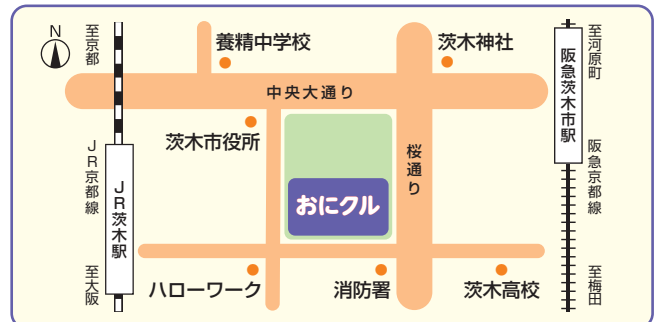 N
至京都
養精中学校
茨木神社
至河原町
阪急茨木市駅
中央大通り
茨木市役所
JR京都線
JR茨木駅
桜通り
阪急京都線
おにクル
至大阪
ハローワーク
消防署
茨木高校
至梅田